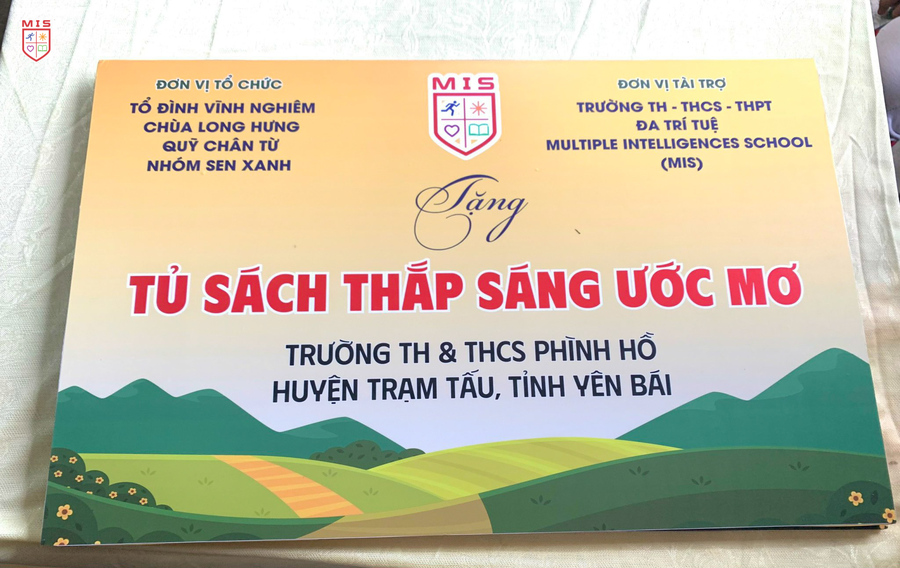 MIS
ĐƠN VỊ TỔ CHỨC
TỔ ĐÌNH VĨNH NGHIÊM
CHÙA LONG HƯNG
QUỸ CHÂN TỪ
NHÓM SEN XANH
MIS
ĐƠN VỊ TÀI TRỢ
TRƯỜNG TH - THCS - THPT
ĐA TRÍ TUỆ
MULTIPLE INTELLIGENCES SCHOOL
(MIS)
Tặng
TỦ SÁCH THẮP SÁNG ƯỚC MƠ
TRƯỜNG TH & THCS PHÌNH HỒ
HUYỆN TRẠM TẤU, TỈNH YÊN BÁI